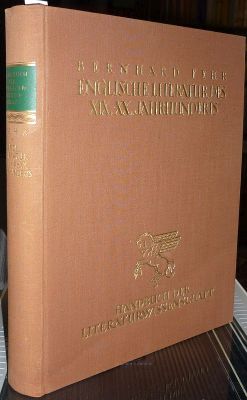 BERNHARD FEHR
ENGLISCHE LITERATUR DES
XIX. XX. JAHRHUNDERTS
HANDBUCH DER
LITERATURWISSENSCHAFT